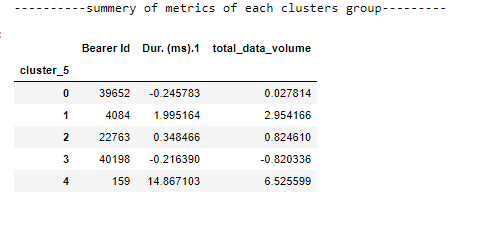 ----------summery of metrics of each clusters group---------
Bearer Id Dur. (ms).1 total_data_volume
cluster_5
0 39652 -0.245783 0.027814
1 4084 1.995164 2.954166
2 22763 0.348466 0.824610
3 40198 -0.216390 -0.820336
4 159 14.867103 6.525599